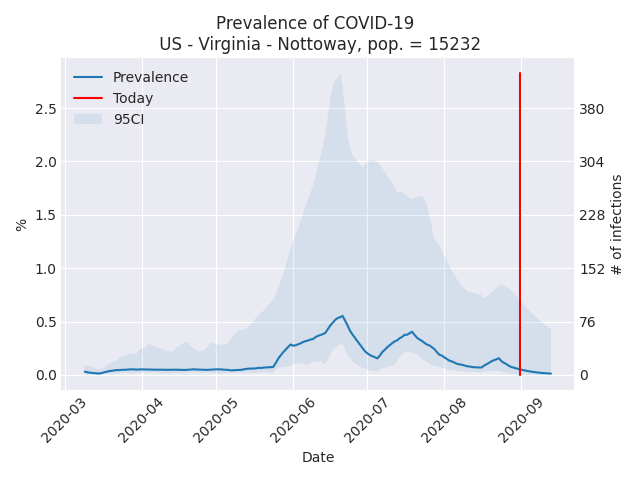 Prevalence of COVID-19
US - Virginia - Nottoway, pop. = 15232
Prevalence
Today
95CI
2.5
2.0
1.5
1.0
0.5
0.0
%
380
304
228
152
76
0
# of infections
2020-03
2020-04
2020-05
2020-06
2020-07
2020-08
2020-09
Date